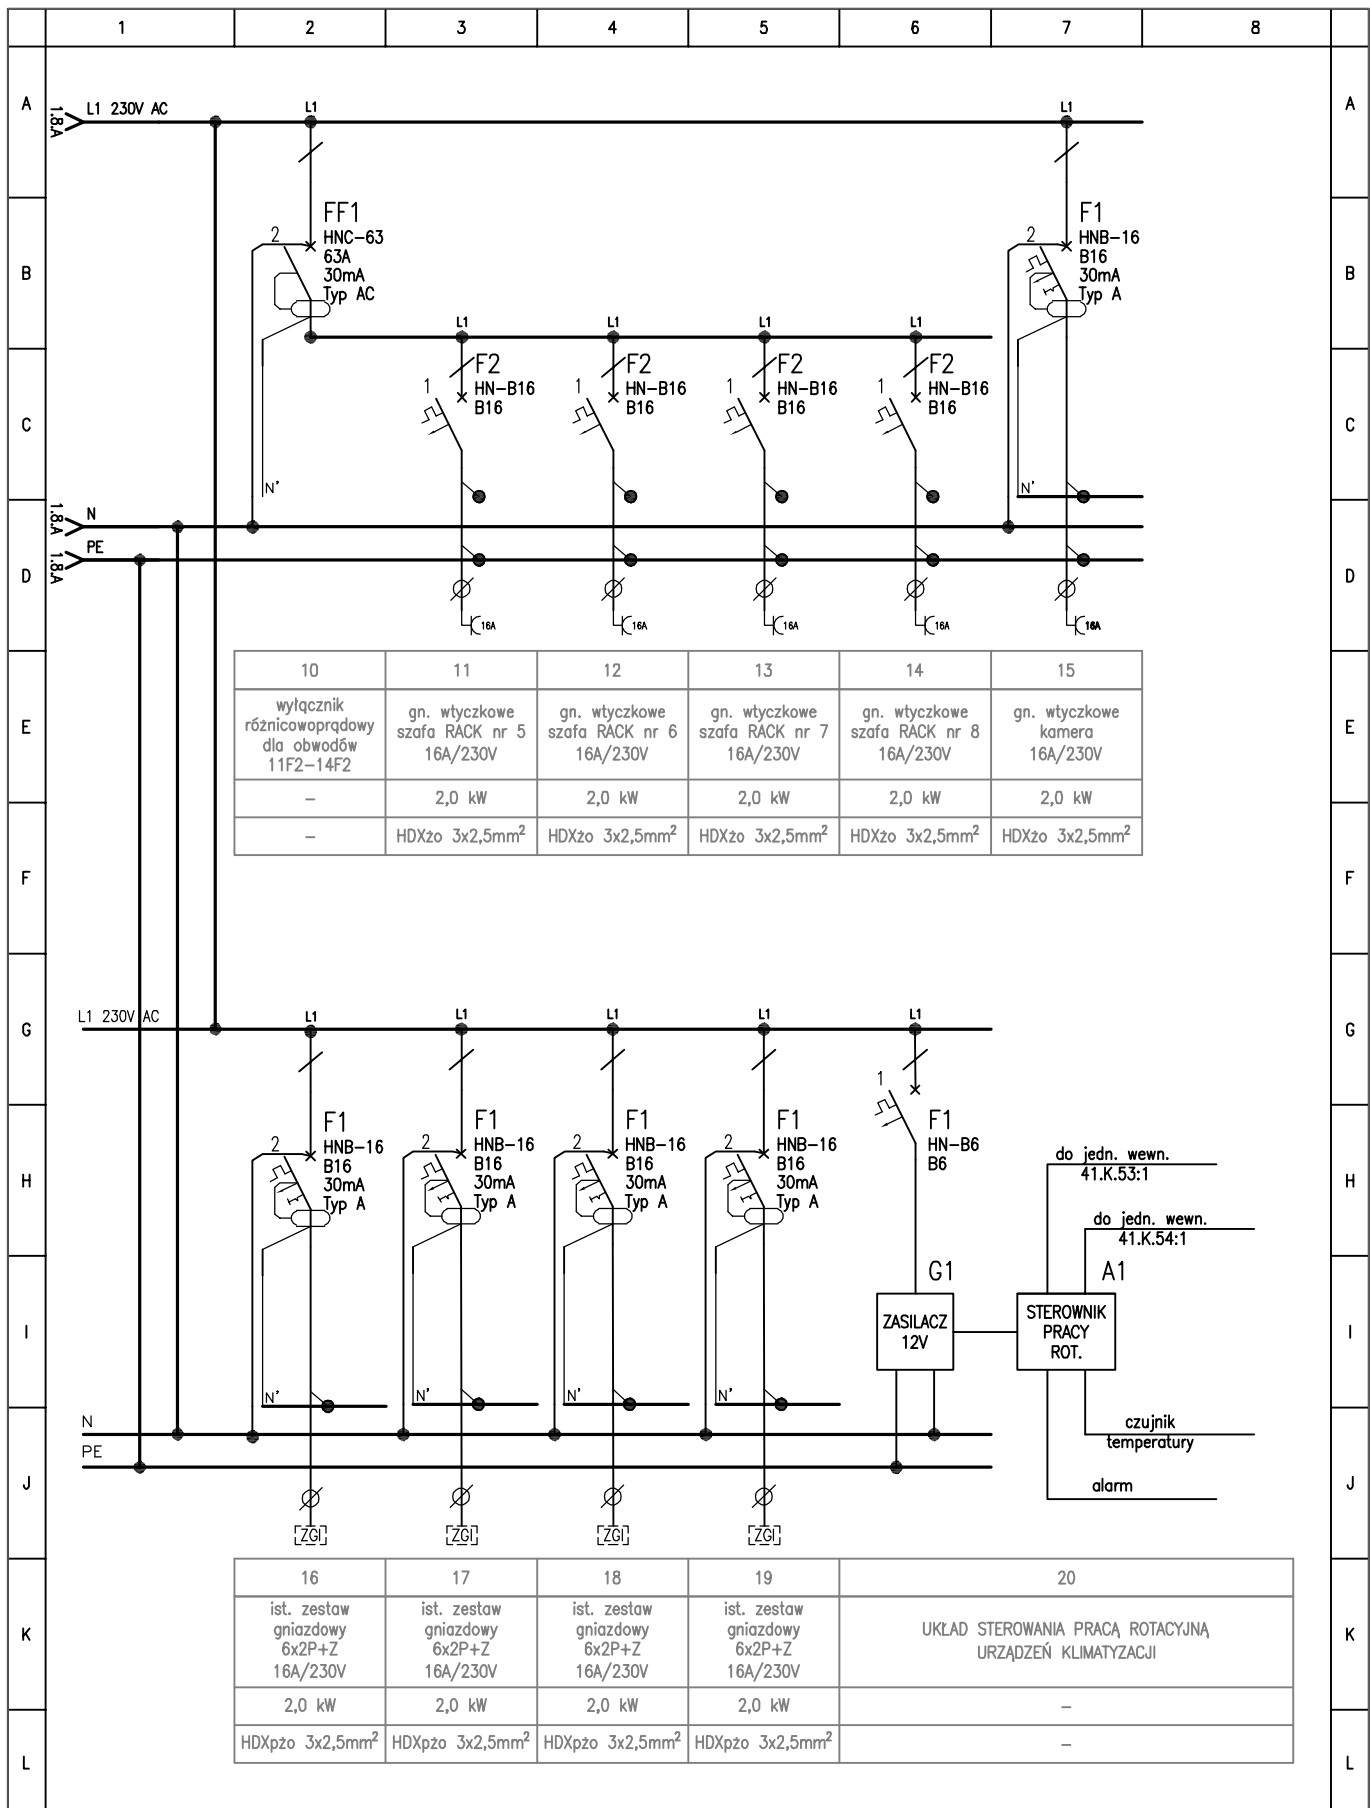 1 2 3 4 5 6 7 8
A A
1.8.A L1 230V AC L1 L1
FF1 F1
2 HNC-63 2 HNB-16
63A B16
B 30mA 30mA B
Typ AC Typ A
L1 L1 L1 L1
F2 F2 F2 F2
1 HN-B16 1 HN-B16 1 HN-B16 1 HN-B16
B16 B16 B16 B16
C C
N' N'
1.8.A N
1.8.A PE
D D
16A 16A 16A 16A 16A
10 11 12 13 14 15
wyłącznik
różnicowoprądowy
dla obwodów
11F2-14F2
gn. wtyczkowe
szafa RACK nr 5
16A/230V
gn. wtyczkowe
szafa RACK nr 6
16A/230V
gn. wtyczkowe
szafa RACK nr 7
16A/230V
gn. wtyczkowe
szafa RACK nr 8
16A/230V
gn. wtyczkowe
kamera
16A/230V
E E
- 2,0 kW 2,0 kW 2,0 kW 2,0 kW 2,0 kW
- HDXżo 3x2,5mm² HDXżo 3x2,5mm² HDXżo 3x2,5mm² HDXżo 3x2,5mm² HDXżo 3x2,5mm²
F F
L1 230V AC L1 L1 L1 L1 L1
G G
1
F1 F1 F1 F1 F1
2 HNB-16 2 HNB-16 2 HNB-16 2 HNB-16 HN-B6
B16 B16 B16 B16 B6
30mA 30mA 30mA 30mA
Typ A Typ A Typ A Typ A
H H
do jedn. wewn.
41.K.53:1
do jedn. wewn.
41.K.54:1
G1 A1
ZASILACZ
12V
STEROWNIK
PRACY
ROT.
I I
N' N' N' N'
N
PE
czujnik
temperatury
alarm
J J
ZGI ZGI ZGI ZGI
16 17 18 19 20
ist. zestaw
gniazdowy
6x2P+Z
16A/230V
ist. zestaw
gniazdowy
6x2P+Z
16A/230V
ist. zestaw
gniazdowy
6x2P+Z
16A/230V
ist. zestaw
gniazdowy
6x2P+Z
16A/230V
UKŁAD STEROWANIA PRACĄ ROTACYJNĄ
URZĄDZEŃ KLIMATYZACJI
K K
2,0 kW 2,0 kW 2,0 kW 2,0 kW -
HDXpżo 3x2,5mm² HDXpżo 3x2,5mm² HDXpżo 3x2,5mm² HDXpżo 3x2,5mm² -
L L